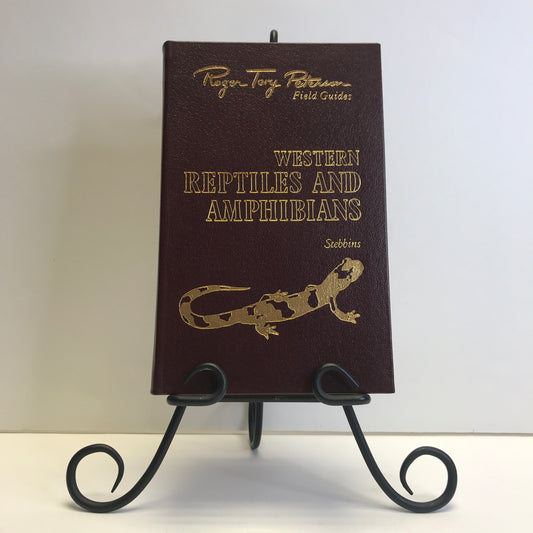 Roger Tory Peterson
Field Guides
WESTERN
REPTILES AND
AMPHIBIANS
Stebbins